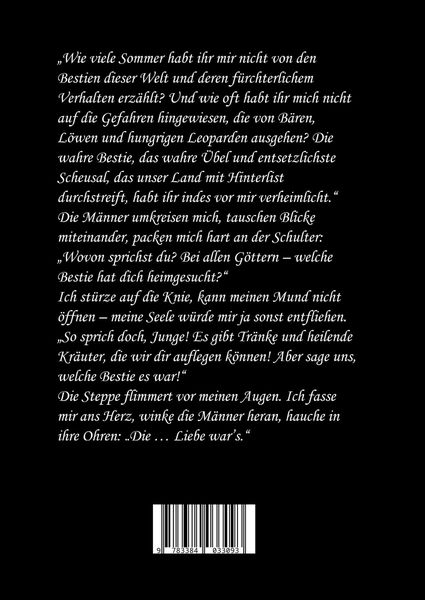 „Wie viele Sommer habt ihr mir nicht von den
Bestien dieser Welt und deren fürchterlichem
Verhalten erzählt? Und wie oft habt ihr mich nicht
auf die Gefahren hingewiesen, die von Bären,
Löwen und hungrigen Leoparden ausgehen? Die
wahre Bestie, das wahre Übel und entsetzlichste
Scheusal, das unser Land mit Hinterlist
durchstreift, habt ihr indes vor mir verheimlicht.“
Die Männer umkreisen mich, tauschen Blicke
miteinander, packen mich hart an der Schulter:
„Wovon sprichst du? Bei allen Göttern – welche
Bestie hat dich heimgesucht?“
Ich stürze auf die Knie, kann meinen Mund nicht
öffnen – meine Seele würde mir ja sonst entfliehen.
„So sprich doch, Junge! Es gibt Tränke und heilende
Kräuter, die wir dir auflegen können! Aber sage uns,
welche Bestie es war!“
Die Steppe flimmert vor meinen Augen. Ich fasse
mir ans Herz, winke die Männer heran, hauche in
ihre Ohren: „Die … Liebe war’s.“
9 783384 033093